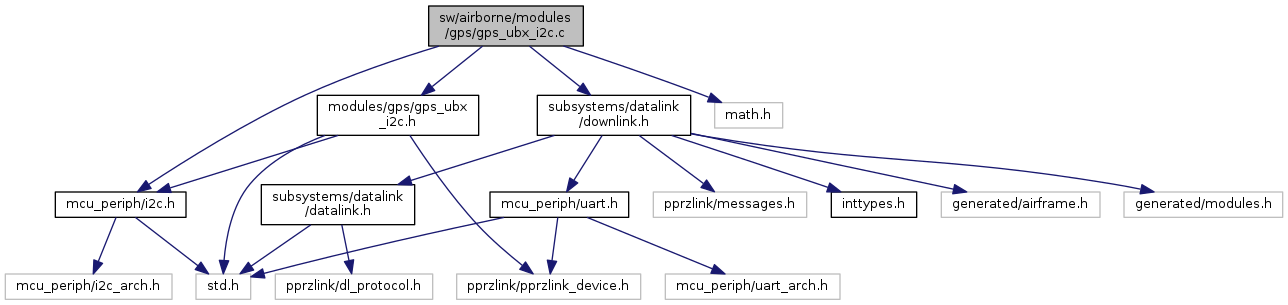 sw/airborne/modules
/gps/gps_ubx_i2c.c
modules/gps/gps_ubx
_i2c.h
subsystems/datalink
/downlink.h
math.h
mcu_periph/i2c.h
subsystems/datalink
/datalink.h
mcu_periph/uart.h
pprzlink/messages.h
inttypes.h
generated/airframe.h
generated/modules.h
mcu_periph/i2c_arch.h
std.h
pprzlink/dl_protocol.h
pprzlink/pprzlink_device.h
mcu_periph/uart_arch.h